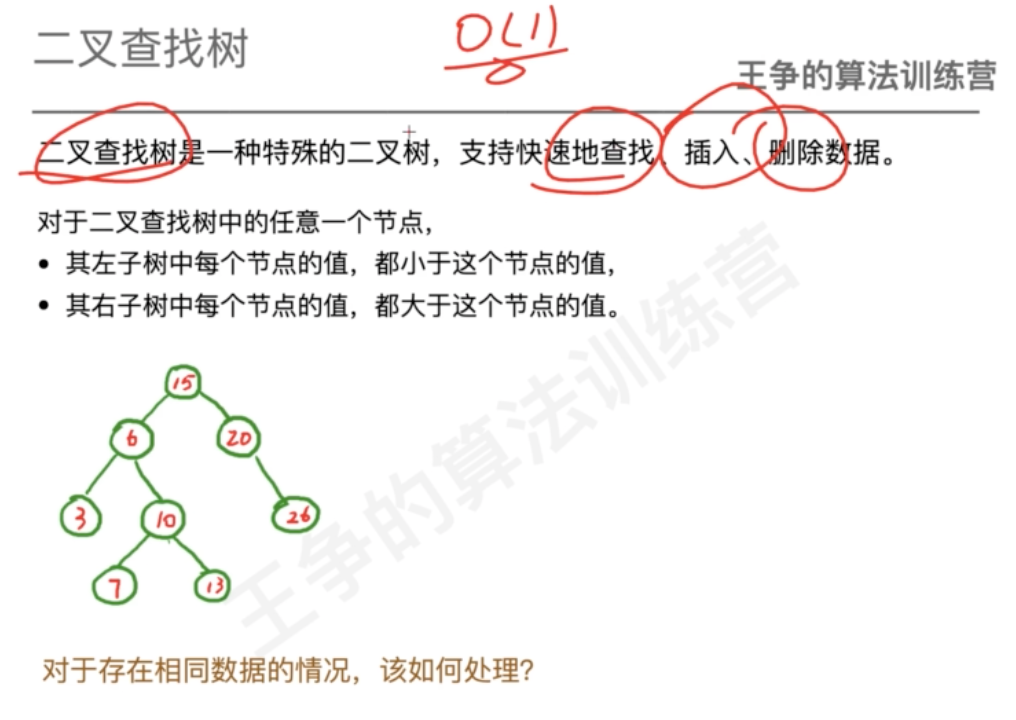 二叉查找树
O(1)
王争的算法训练营
二叉查找树是一种特殊的二叉树，支持快速地查找、插入、删除数据。
对于二叉查找树中的任意一个节点，
• 其左子树中每个节点的值，都小于这个节点的值，
• 其右子树中每个节点的值，都大于这个节点的值。
15
6 20
3 10 26
7 13
王争的算法训练营
对于存在相同数据的情况，该如何处理？